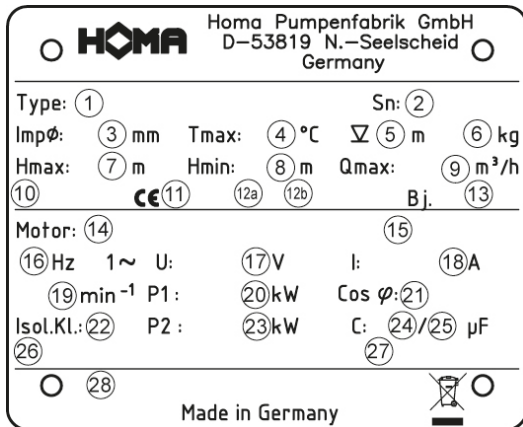 HOMA
Homa Pumpenfabrik GmbH
D-53819 N.-Seelscheid
Germany
Type: 1 Sn: 2
Impø: 3 mm Tmax: 4 °C ∇ 5 m 6 kg
Hmax: 7 m Hmin: 8 m Qmax: 9 m³/h
10 CE 11 12a 12b Bj. 13
Motor: 14 15
16 Hz 1~ U: 17 V I: 18 A
19 min⁻¹ P1: 20 kW Cos φ: 21
Isol.Kl.: 22 P2 : 23 kW C: 24/25 µF
26 27
28
Made in Germany